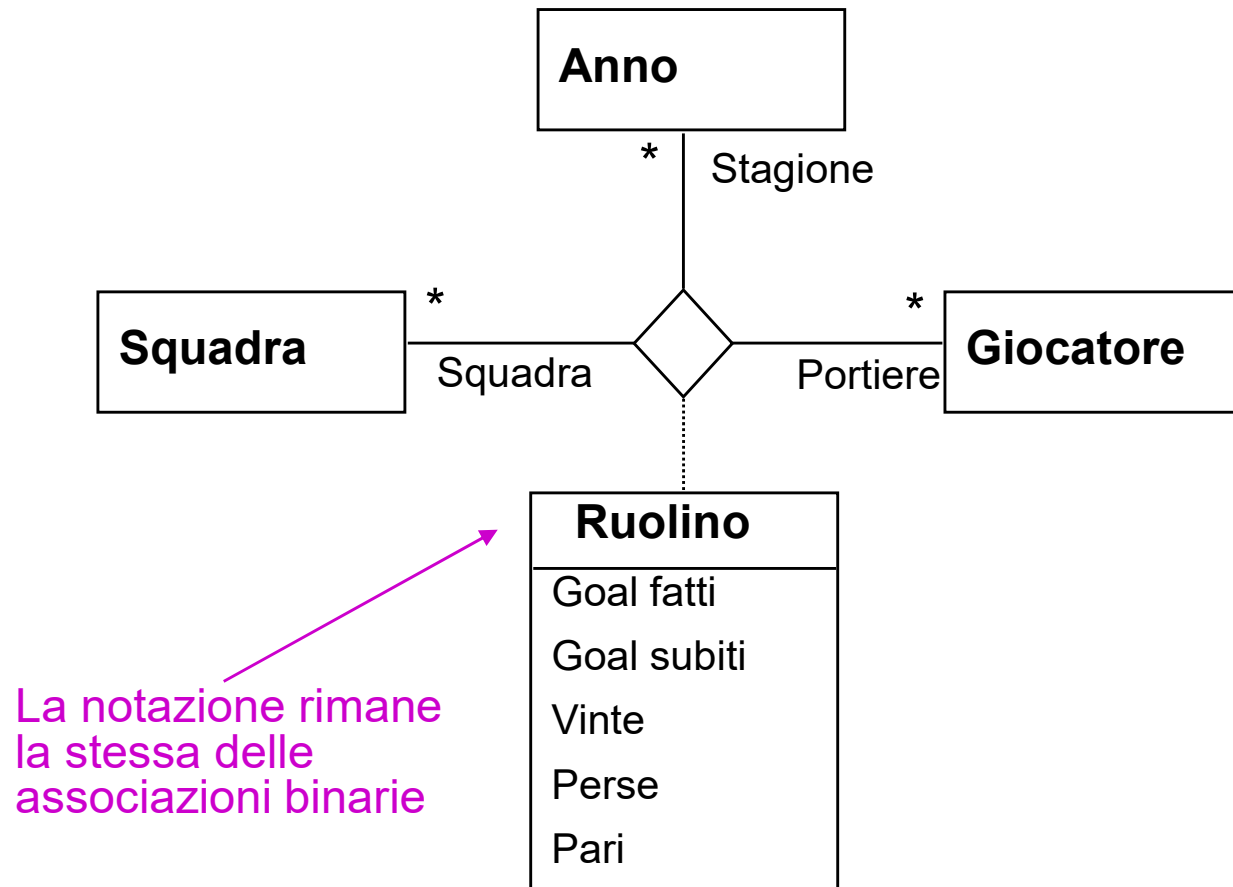 Anno
*
Stagione
*
*
Squadra
Giocatore
Squadra
Portiere
Ruolino
Goal fatti
Goal subiti
Vinte
Perse
Pari
La notazione rimane
la stessa delle
associazioni binarie